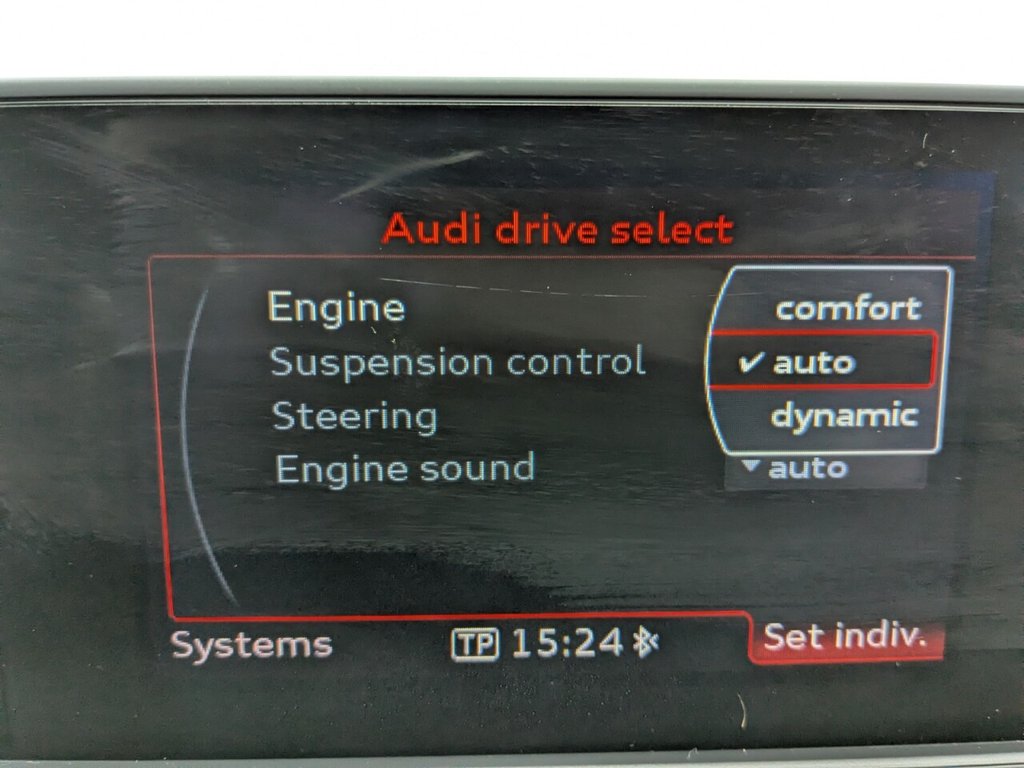 Audi drive select
Engine comfort
Suspension control ✔ auto
Steering dynamic
Engine sound ▼ auto
Systems TP 15:24 Set indiv.